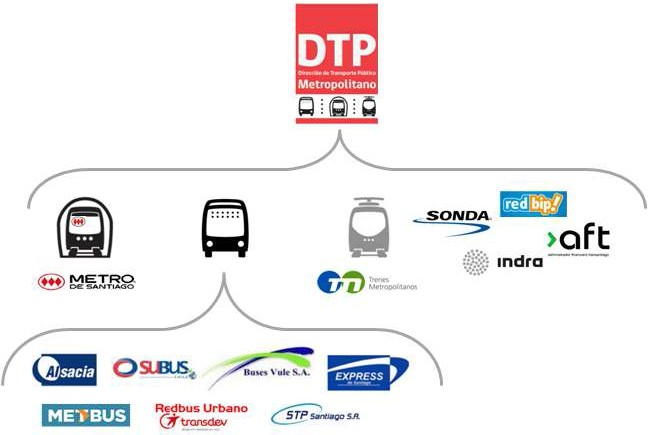 DTP
Dirección de Transporte Público
Metropolitano
METRO
DE SANTIAGO
Trenes
Metropolitanos
SONDA
red bip!
indra
aft
administrador financiero transantiago
Alsacia
SUBUS
CHILE
Buses Vule S.A.
EXPRESS
de Santiago
METBUS
Redbus Urbano
transdev
STP Santiago S.A.